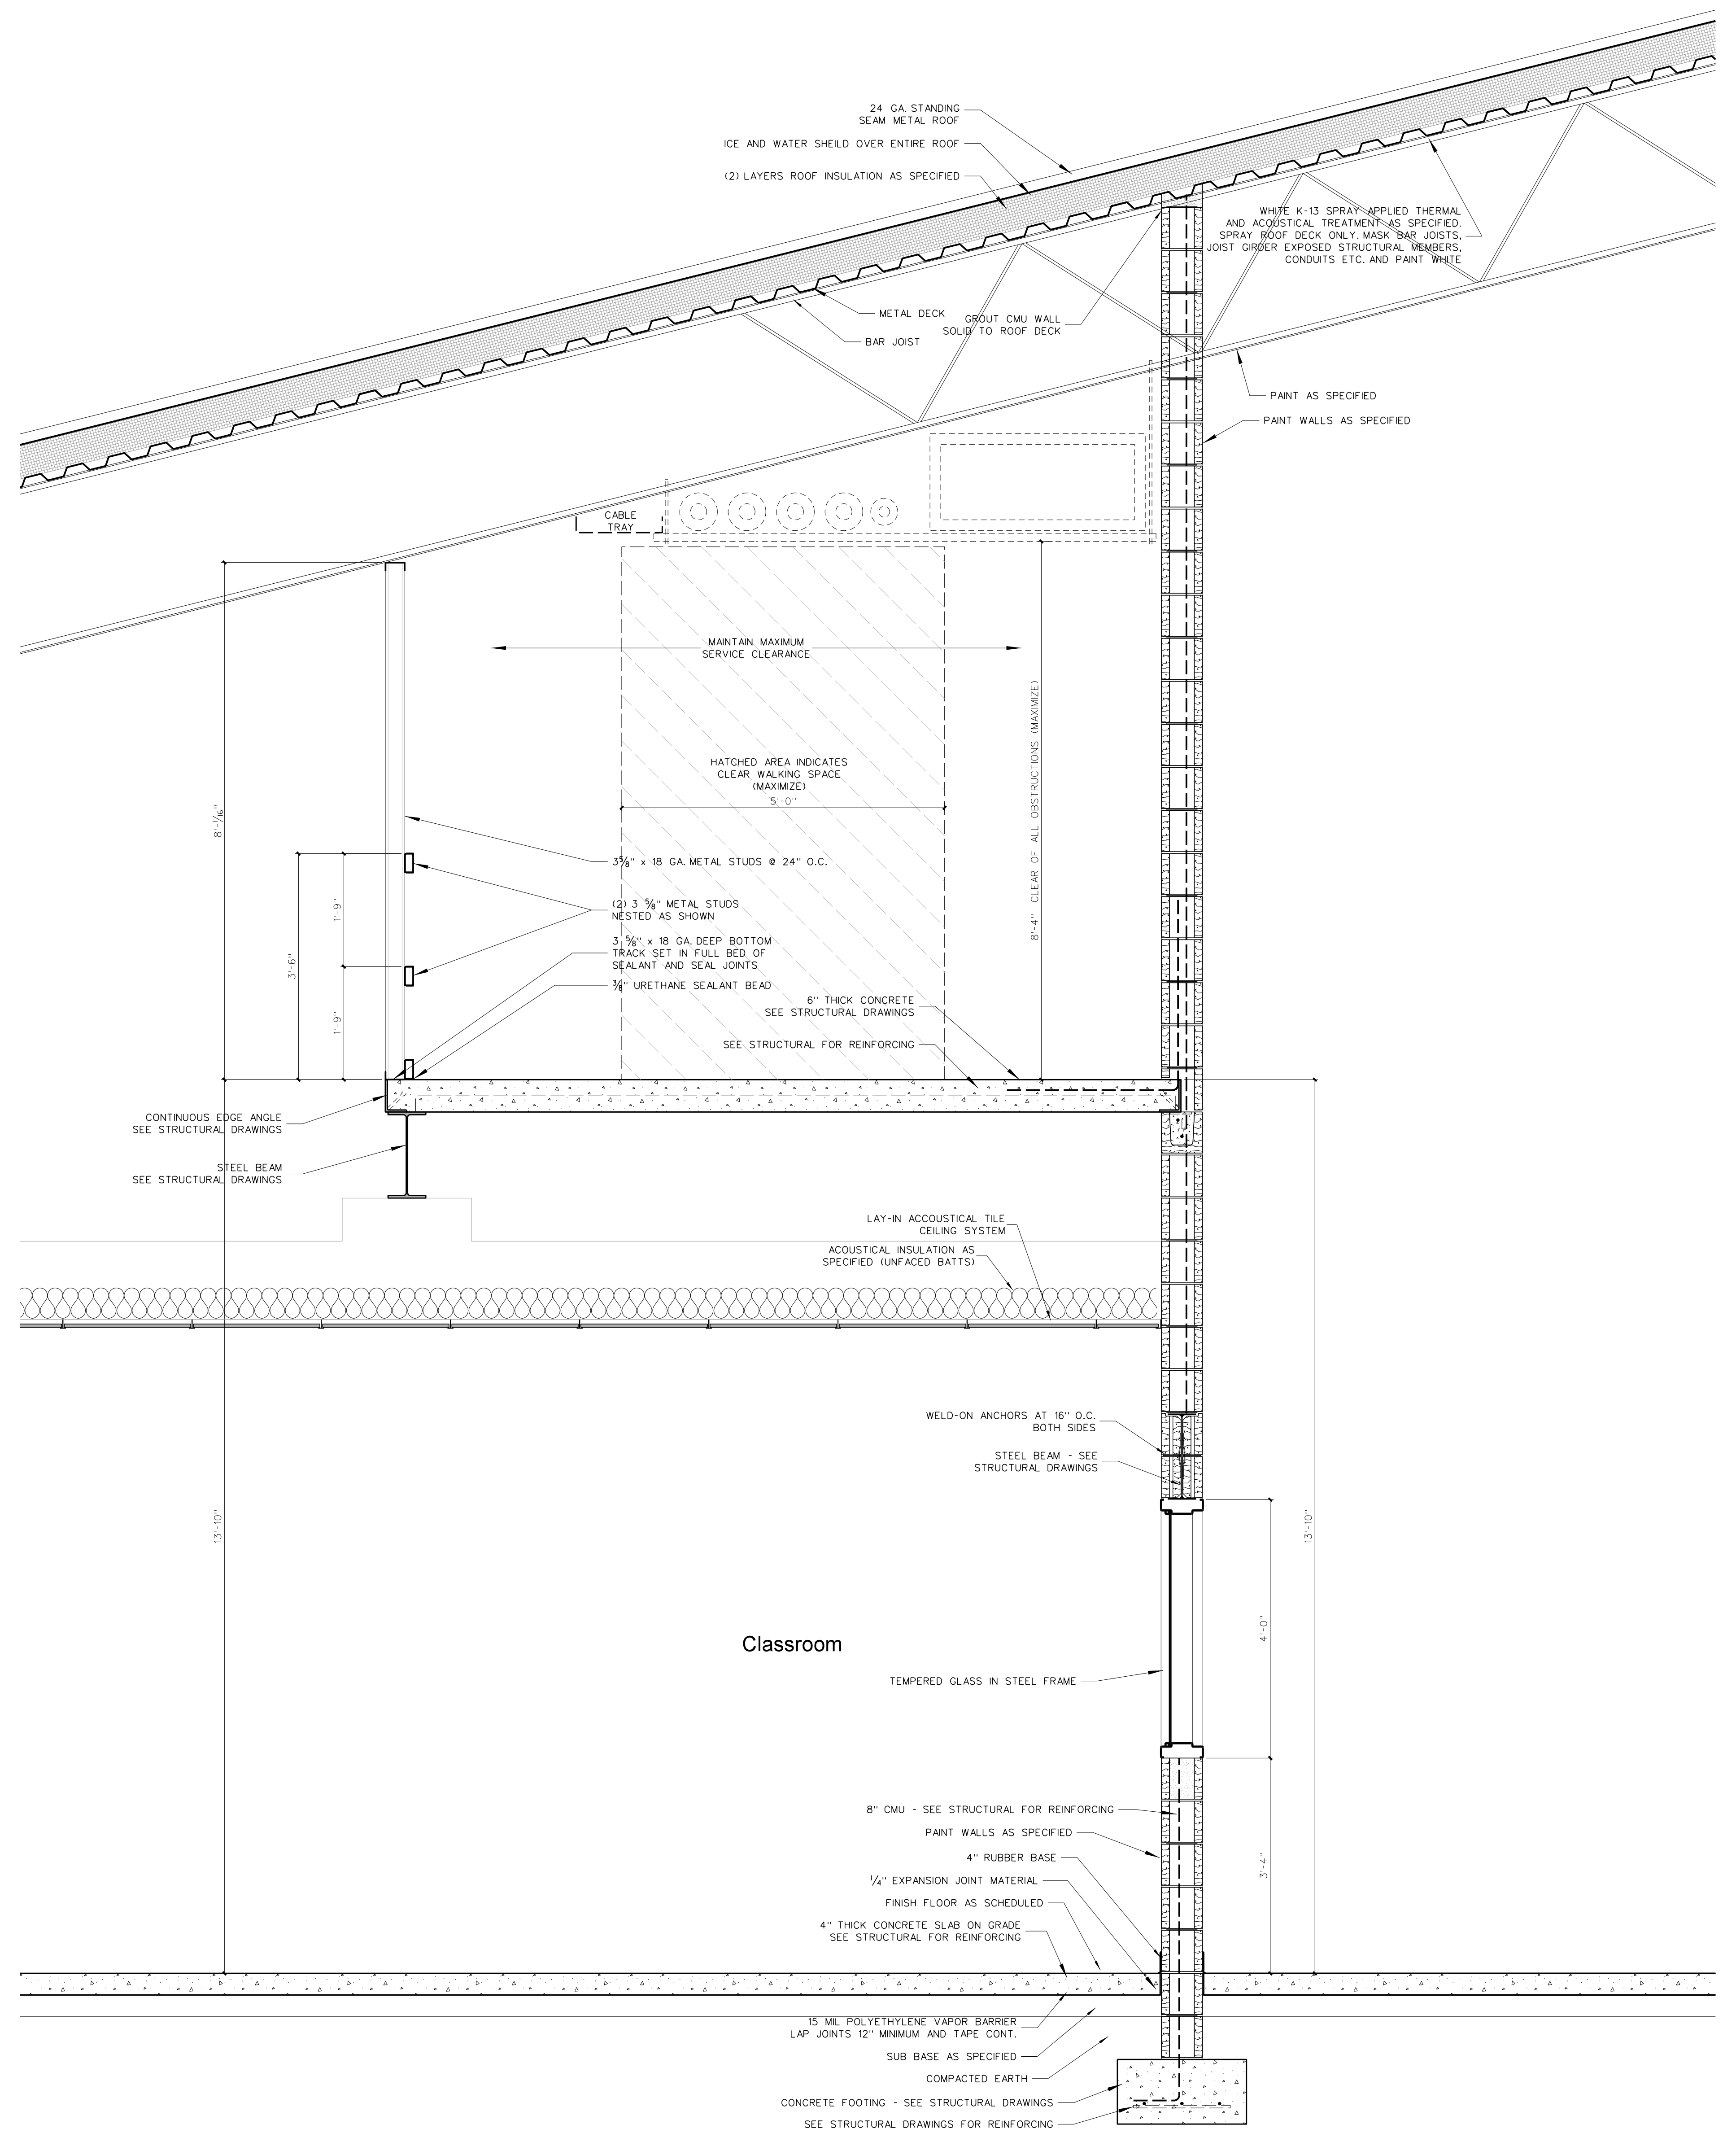 24 GA. STANDING
SEAM METAL ROOF
ICE AND WATER SHEILD OVER ENTIRE ROOF
(2) LAYERS ROOF INSULATION AS SPECIFIED
WHITE K-13 SPRAY APPLIED THERMAL
AND ACOUSTICAL TREATMENT AS SPECIFIED.
SPRAY ROOF DECK ONLY. MASK BAR JOISTS,
JOIST GIRDER EXPOSED STRUCTURAL MEMBERS,
CONDUITS ETC. AND PAINT WHITE
METAL DECK
GROUT CMU WALL
SOLID TO ROOF DECK
BAR JOIST
PAINT AS SPECIFIED
PAINT WALLS AS SPECIFIED
CABLE
TRAY
MAINTAIN MAXIMUM
SERVICE CLEARANCE
HATCHED AREA INDICATES
CLEAR WALKING SPACE
(MAXIMIZE)
5'-0"
8'-4" CLEAR OF ALL OBSTRUCTIONS (MAXIMIZE)
8'-1/16"
3'-6"
1'-9"
1'-9"
3⅝" x 18 GA. METAL STUDS @ 24" O.C.
(2) 3 ⅝" METAL STUDS
NESTED AS SHOWN
3 ⅝" x 18 GA. DEEP BOTTOM
TRACK SET IN FULL BED OF
SEALANT AND SEAL JOINTS
⅜" URETHANE SEALANT BEAD
6" THICK CONCRETE
SEE STRUCTURAL DRAWINGS
SEE STRUCTURAL FOR REINFORCING
CONTINUOUS EDGE ANGLE
SEE STRUCTURAL DRAWINGS
STEEL BEAM
SEE STRUCTURAL DRAWINGS
LAY-IN ACCOUSTICAL TILE
CEILING SYSTEM
ACOUSTICAL INSULATION AS
SPECIFIED (UNFACED BATTS)
WELD-ON ANCHORS AT 16" O.C.
BOTH SIDES
STEEL BEAM - SEE
STRUCTURAL DRAWINGS
13'-10"
13'-10"
4'-0"
Classroom
TEMPERED GLASS IN STEEL FRAME
8" CMU - SEE STRUCTURAL FOR REINFORCING
PAINT WALLS AS SPECIFIED
4" RUBBER BASE
3'-4"
¼" EXPANSION JOINT MATERIAL
FINISH FLOOR AS SCHEDULED
4" THICK CONCRETE SLAB ON GRADE
SEE STRUCTURAL FOR REINFORCING
15 MIL POLYETHYLENE VAPOR BARRIER
LAP JOINTS 12" MINIMUM AND TAPE CONT.
SUB BASE AS SPECIFIED
COMPACTED EARTH
CONCRETE FOOTING - SEE STRUCTURAL DRAWINGS
SEE STRUCTURAL DRAWINGS FOR REINFORCING